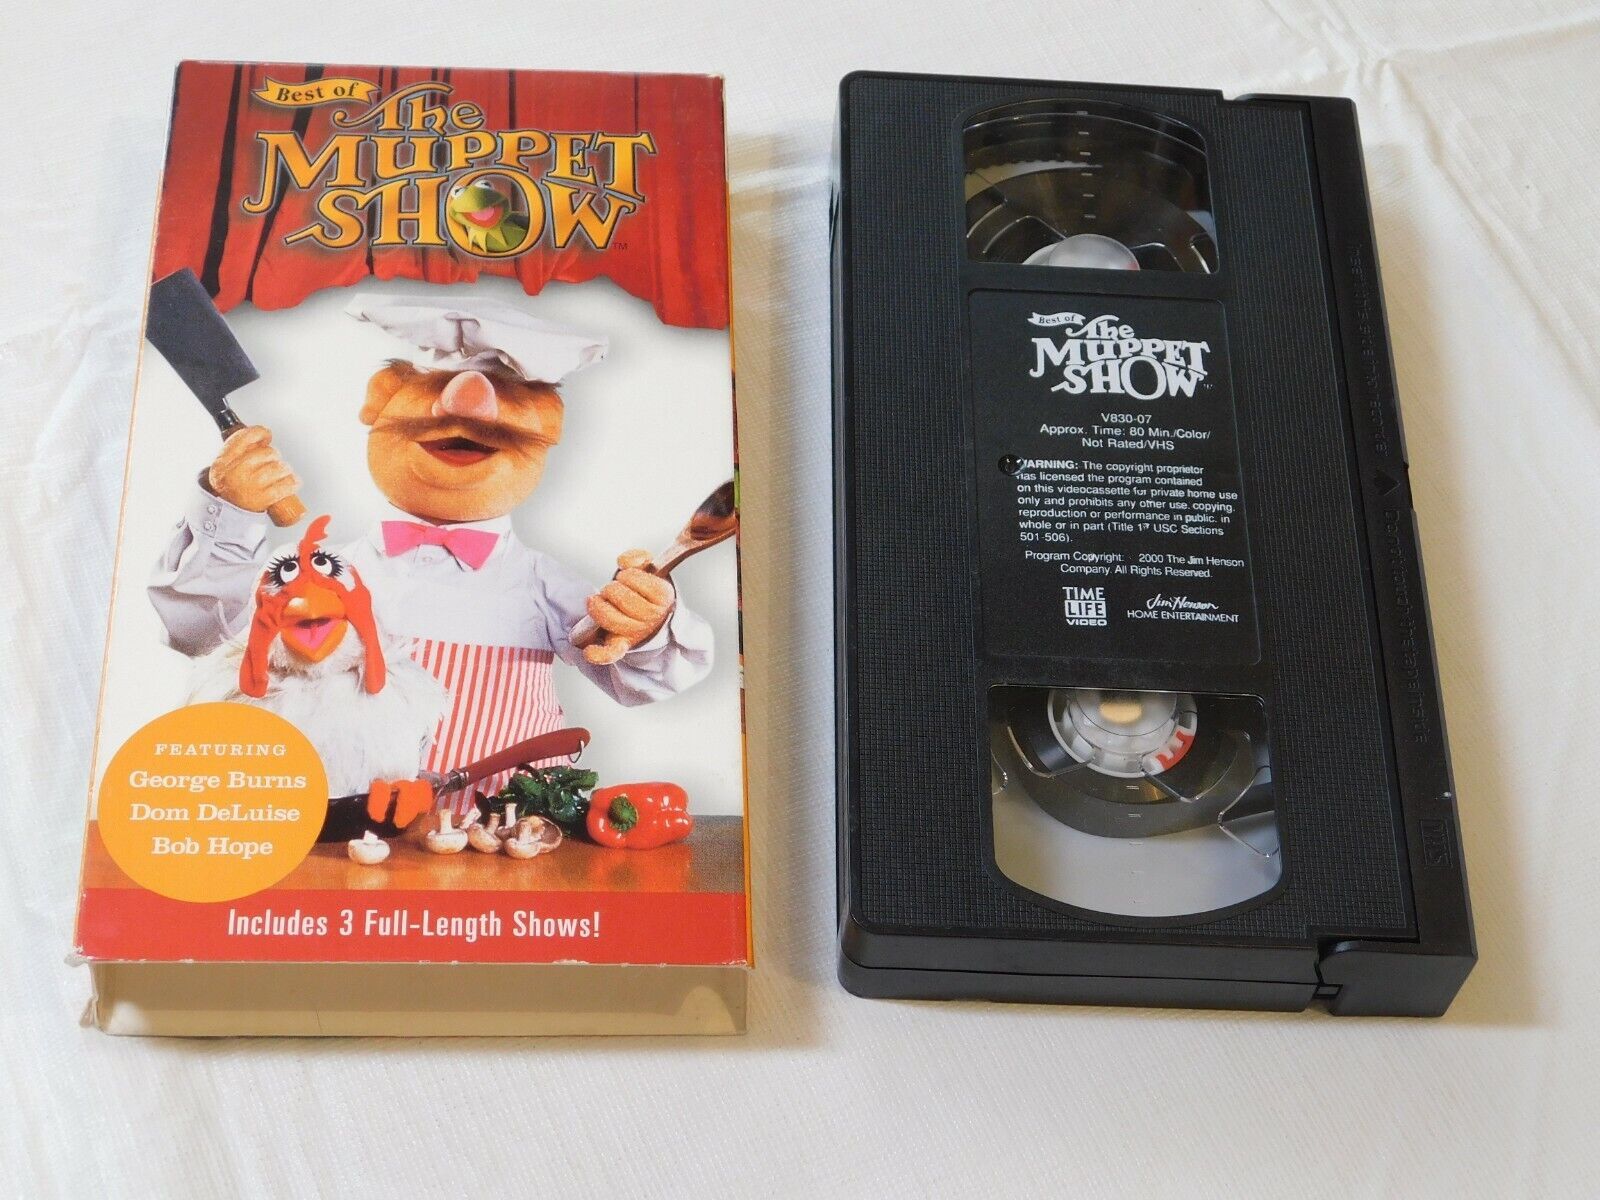 Best of
The
MUPPET
SHOW
TM
FEATURING
George Burns
Dom DeLuise
Bob Hope
Includes 3 Full-Length Shows!
Best of
The
MUPPET
SHOW
V830-07
Approx. Time: 80 Min./Color/
Not Rated/VHS
WARNING: The copyright proprietor
has licensed the program contained
on this videocassette for private home use
only and prohibits any other use, copying,
reproduction or performance in public, in
whole or in part (Title 17 USC Sections
501-506).
Program Copyright: 2000 The Jim Henson
Company. All Rights Reserved.
TIME
LIFE
VIDEO
Jim Henson
HOME ENTERTAINMENT